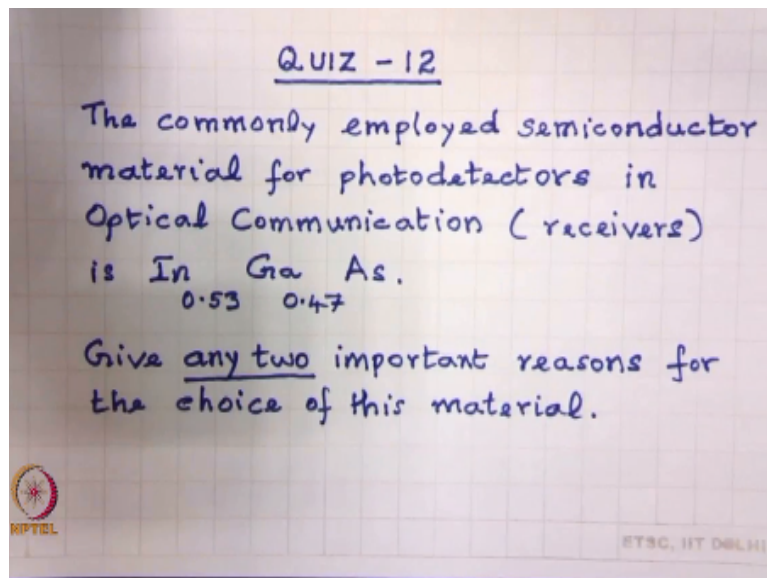 QUIZ - 12
The commonly employed semiconductor
material for photodetectors in
Optical Communication (receivers)
is In Ga As.
0.53 0.47
Give any two important reasons for
the choice of this material.
NPTEL
ETSC, IIT DELHI